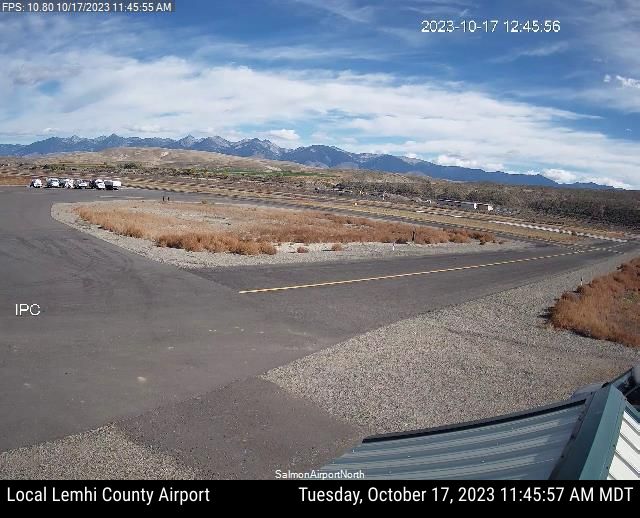 FPS: 10.80 10/17/2023 11:45:55 AM
2023-10-17 12:45:56
IPC
SalmonAirportNorth
Local Lemhi County Airport
Tuesday, October 17, 2023 11:45:57 AM MDT